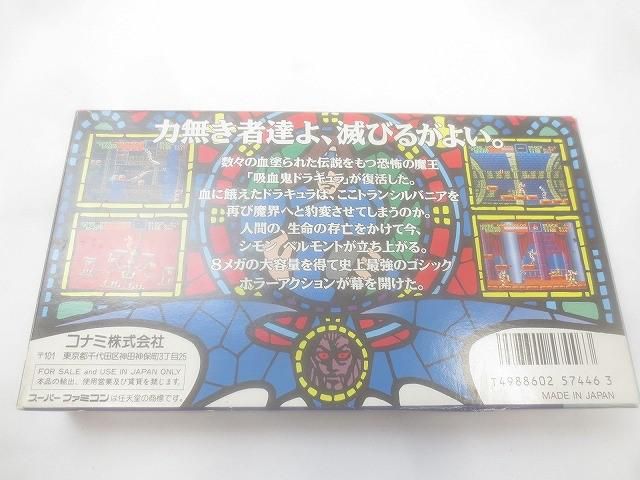 力無き者達よ、滅びるがよい。
数々の血塗られた伝説をもつ恐怖の魔王
「吸血鬼ドラキュラ」が復活した。
血に餓えたドラキュラは、ここトランシルバニアを
再び魔界へと豹変させてしまうのか。
人間の、生命の存亡をかけて今、
シモン・ベルモントが立ち上がる。
8メガの大容量を得て史上最強のゴシック
ホラーアクションが幕を開けた。
コナミ株式会社
〒101 東京都千代田区神田神保町3丁目25
FOR SALE and USE IN JAPAN ONLY
本品の輸出、使用営業及び賃貸を禁じます。
スーパーファミコンは任天堂の商標です。
T4988602 57446 3
MADE IN JAPAN